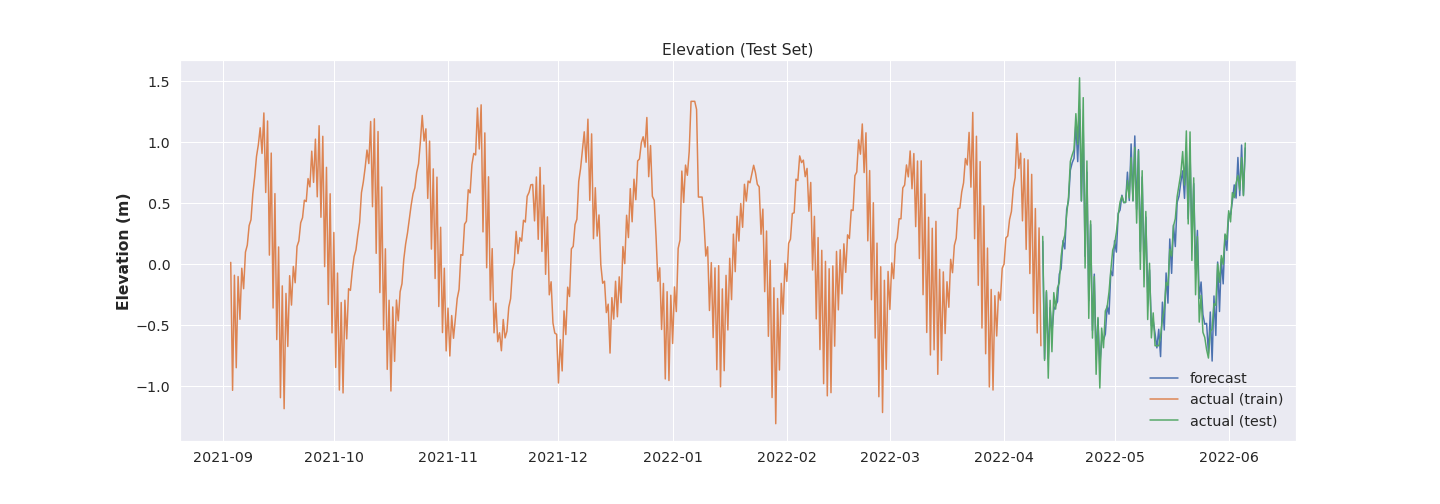 Elevation (Test Set)
Elevation (m)
1.5
1.0
0.5
0.0
−0.5
−1.0
forecast
actual (train)
actual (test)
2021-09 2021-10 2021-11 2021-12 2022-01 2022-02 2022-03 2022-04 2022-05 2022-06